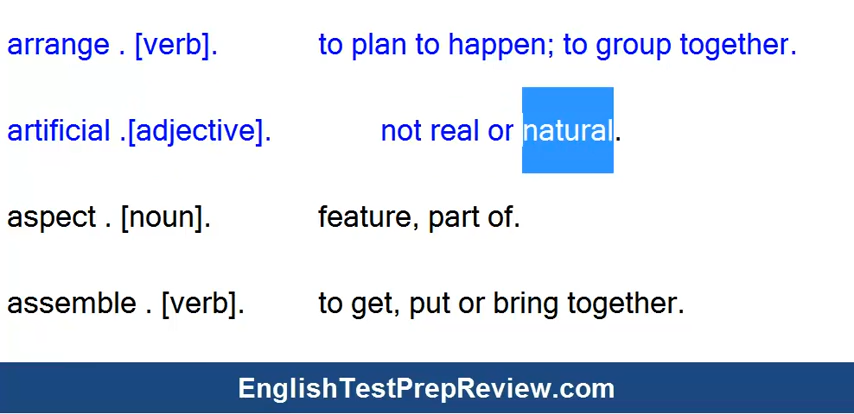 arrange . [verb]. to plan to happen; to group together.
artificial .[adjective]. not real or natural.
aspect . [noun]. feature, part of.
assemble . [verb]. to get, put or bring together.
EnglishTestPrepReview.com